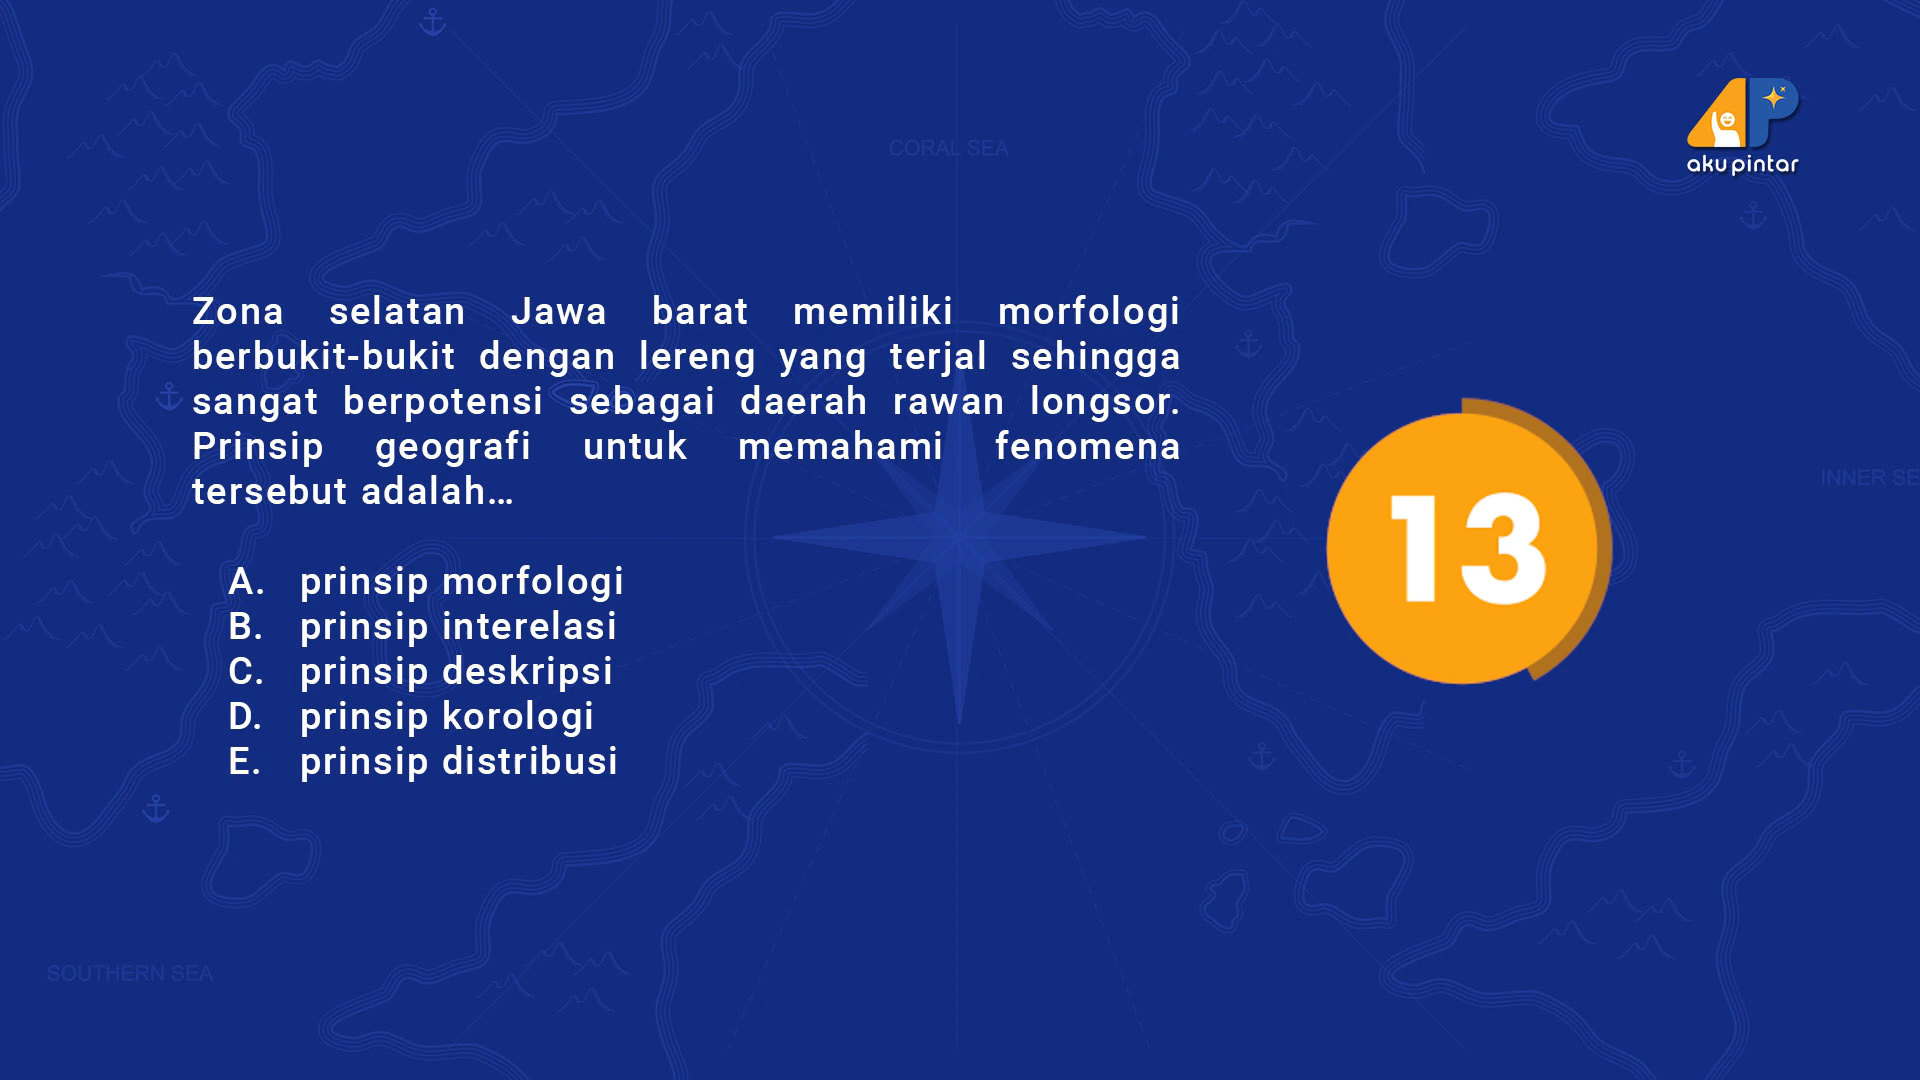 CORAL SEA
aku pintar
Zona selatan Jawa barat memiliki morfologi
berbukit-bukit dengan lereng yang terjal sehingga
sangat berpotensi sebagai daerah rawan longsor.
Prinsip geografi untuk memahami fenomena
tersebut adalah...
A. prinsip morfologi
B. prinsip interelasi
C. prinsip deskripsi
D. prinsip korologi
E. prinsip distribusi
13
INNER SE
SOUTHERN SEA